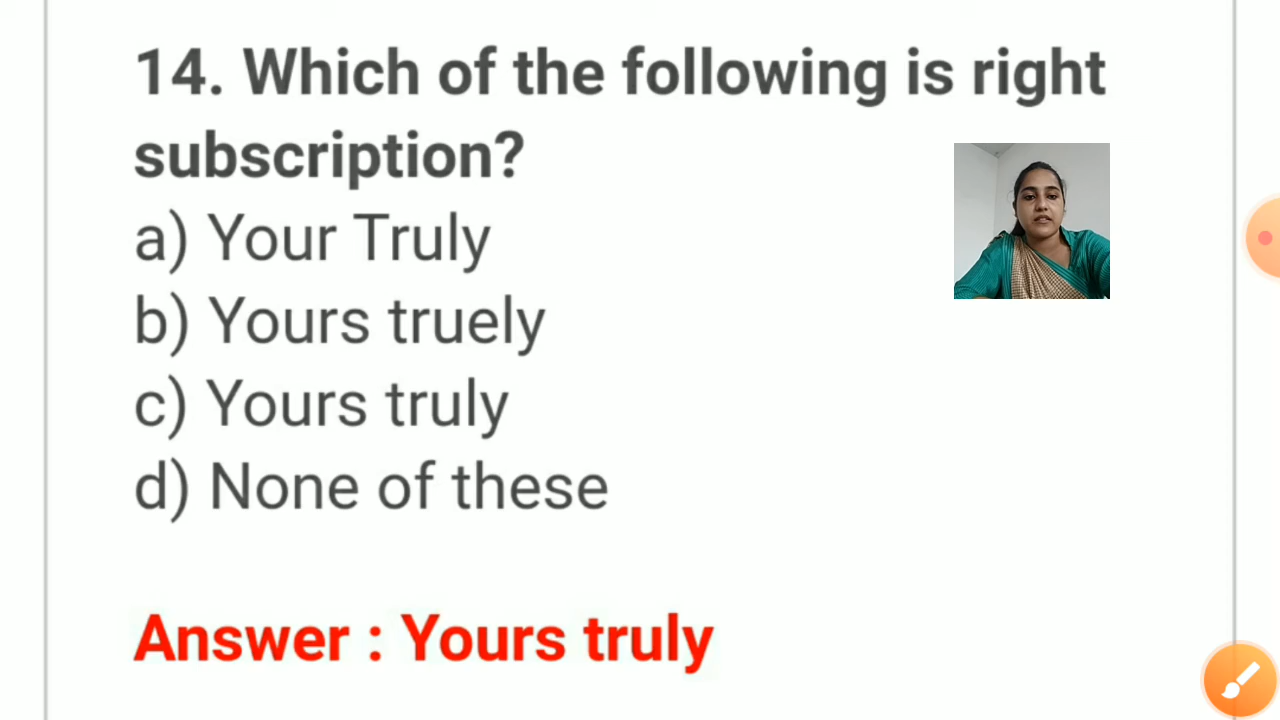 14. Which of the following is right
subscription?
a) Your Truly
b) Yours truely
c) Yours truly
d) None of these
Answer : Yours truly